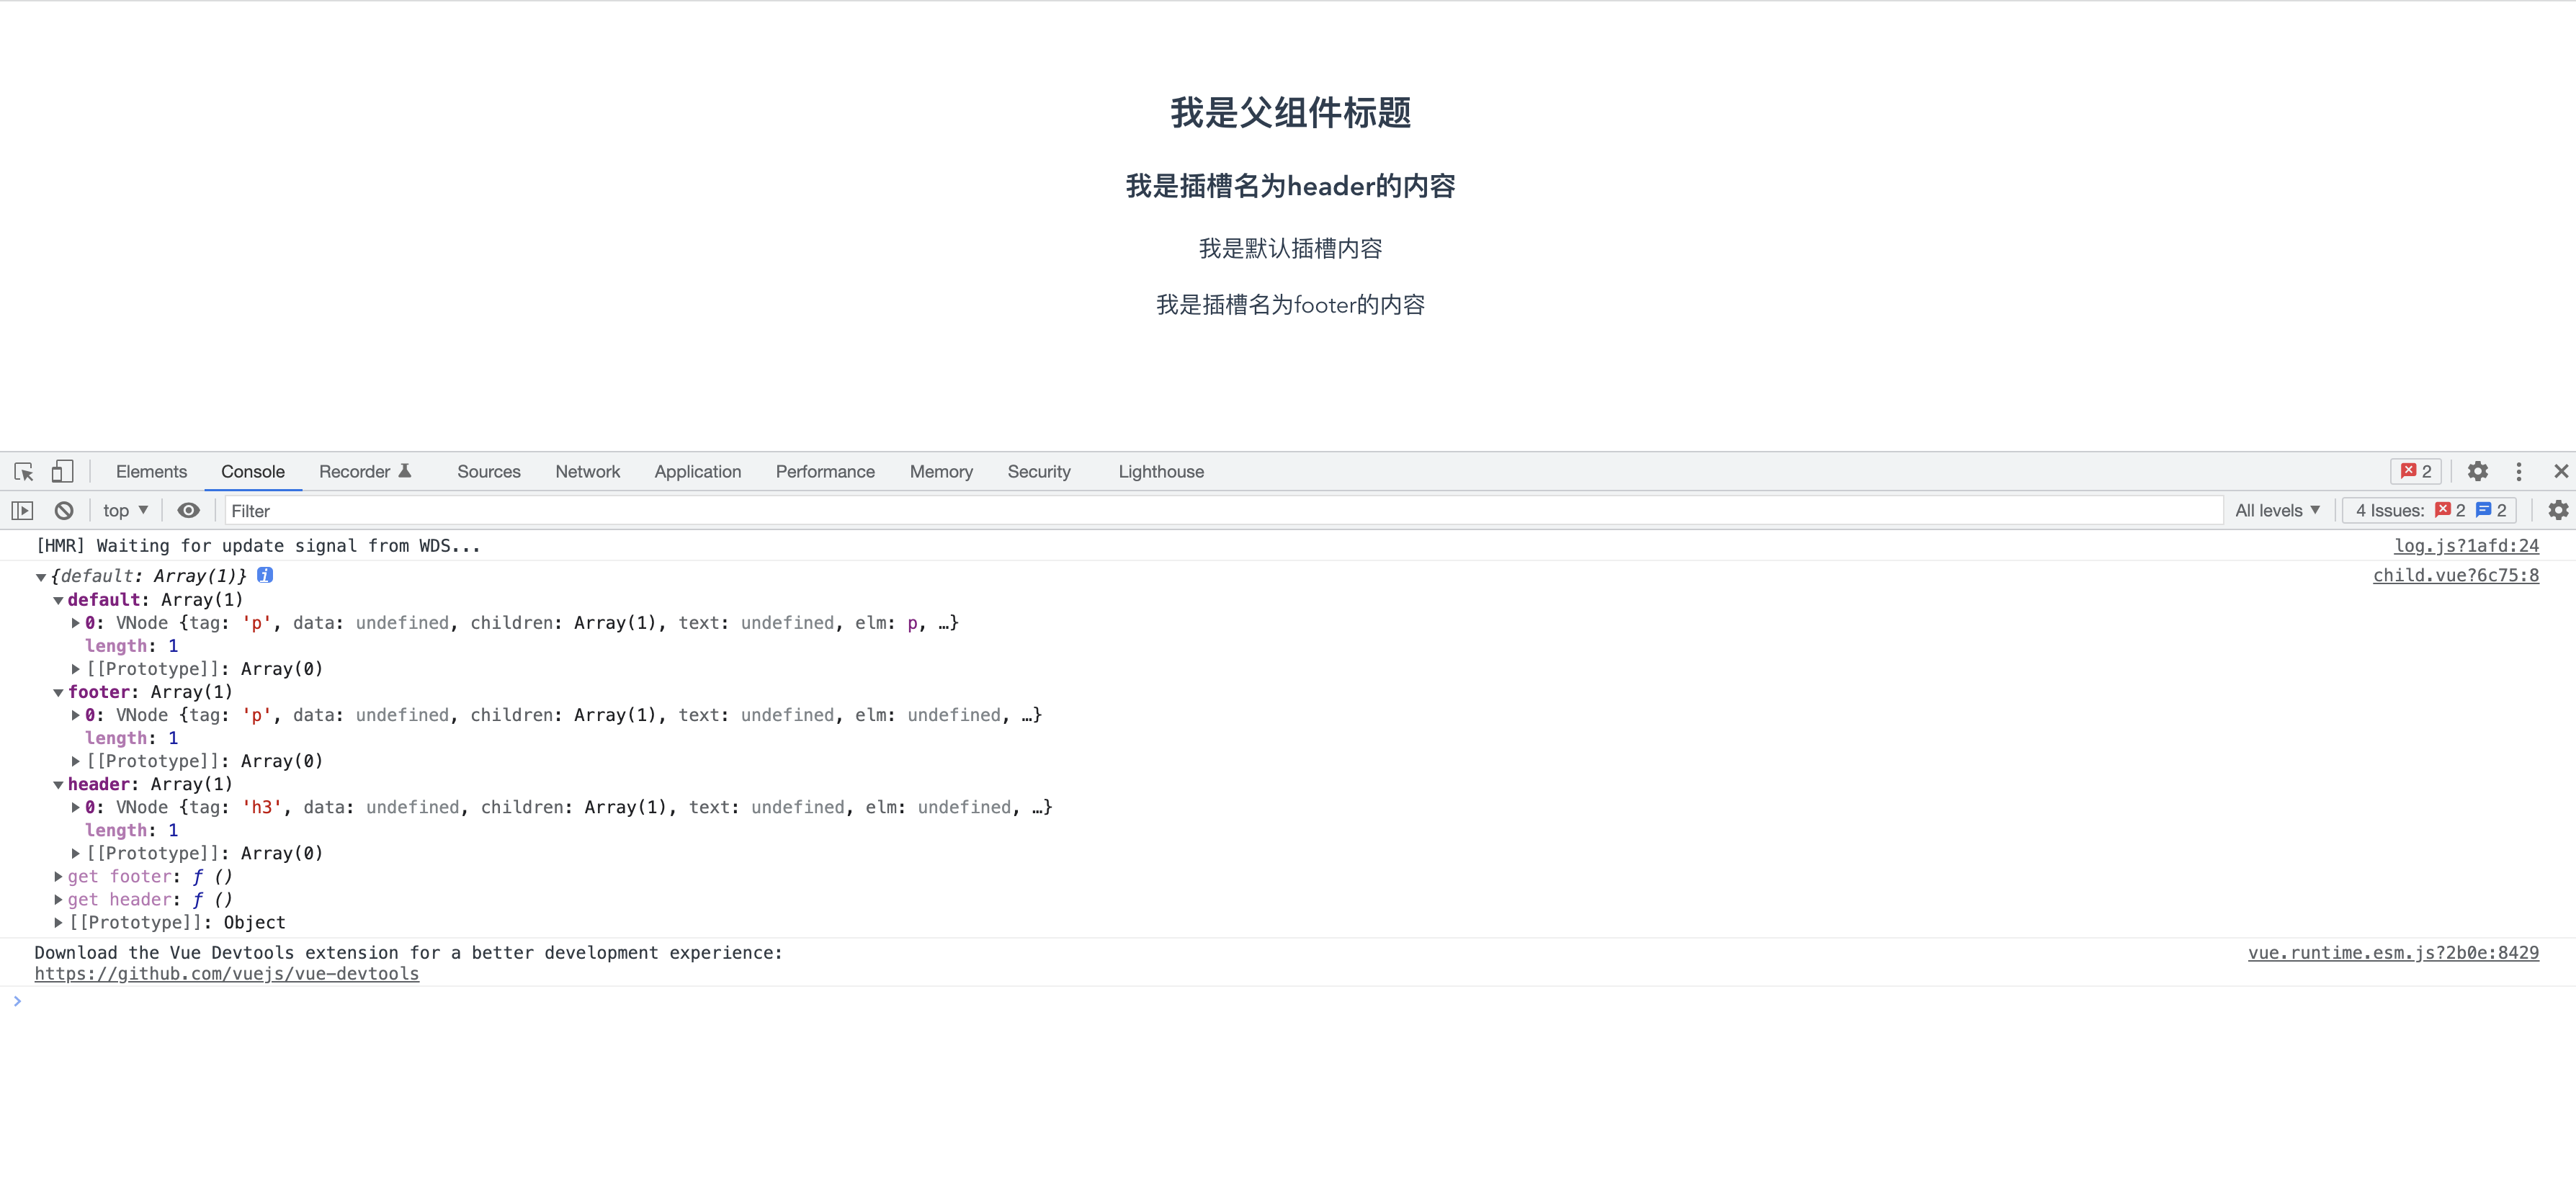 我是父组件标题
我是插槽名为header的内容
我是默认插槽内容
我是插槽名为footer的内容
Elements Console Recorder Sources Network Application Performance Memory Security Lighthouse 2
top Filter All levels 4 Issues: 2 2
[HMR] Waiting for update signal from WDS... log.js?1afd:24
{default: Array(1)} i child.vue?6c75:8
default: Array(1)
0: VNode {tag: 'p', data: undefined, children: Array(1), text: undefined, elm: p, …}
length: 1
[[Prototype]]: Array(0)
footer: Array(1)
0: VNode {tag: 'p', data: undefined, children: Array(1), text: undefined, elm: undefined, …}
length: 1
[[Prototype]]: Array(0)
header: Array(1)
0: VNode {tag: 'h3', data: undefined, children: Array(1), text: undefined, elm: undefined, …}
length: 1
[[Prototype]]: Array(0)
get footer: ƒ ()
get header: ƒ ()
[[Prototype]]: Object
Download the Vue Devtools extension for a better development experience: vue.runtime.esm.js?2b0e:8429
https://github.com/vuejs/vue-devtools